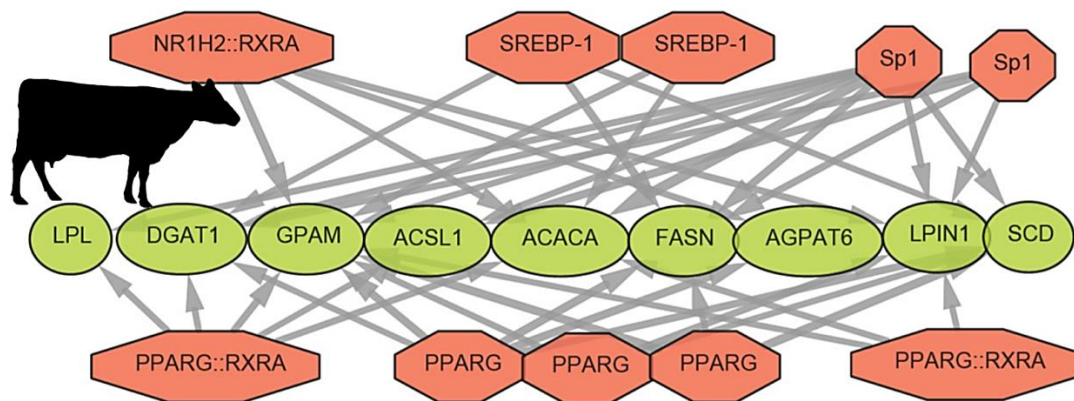 NR1H2::RXRA SREBP-1 SREBP-1 Sp1 Sp1
LPL DGAT1 GPAM ACSL1 ACACA FASN AGPAT6 LPIN1 SCD
PPARG::RXRA PPARG PPARG PPARG PPARG::RXRA